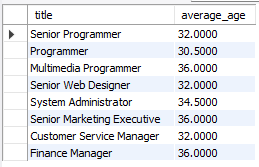 title average_age
Senior Programmer 32.0000
Programmer 30.5000
Multimedia Programmer 36.0000
Senior Web Designer 32.0000
System Administrator 34.5000
Senior Marketing Executive 36.0000
Customer Service Manager 32.0000
Finance Manager 36.0000